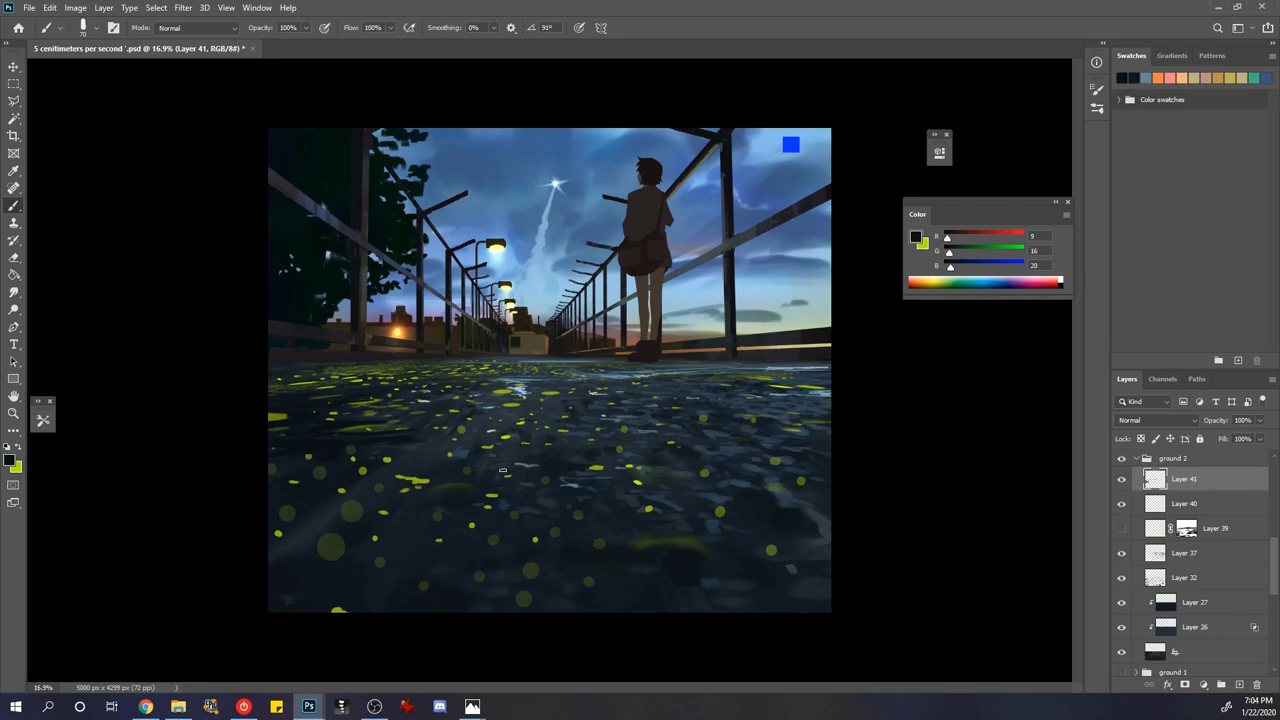 File Edit Image Layer Type Select Filter 3D View Window Help
70 Mode: Normal Opacity: 100% Flow: 100% Smoothing: 0% 91°
5 cenitimeters per second '.psd @ 16.9% (Layer 41, RGB/8#) * ×
Swatches Gradients Patterns
Color swatches
Color
R 9
G 16
B 20
Layers Channels Paths
Kind
Normal Opacity: 100%
Lock: Fill: 100%
ground 2
Layer 41
Layer 40
Layer 39
Layer 37
Layer 32
Layer 27
Layer 26
ground 1
16.9% 5000 px x 4299 px (72 ppi)
7:04 PM
1/22/2020